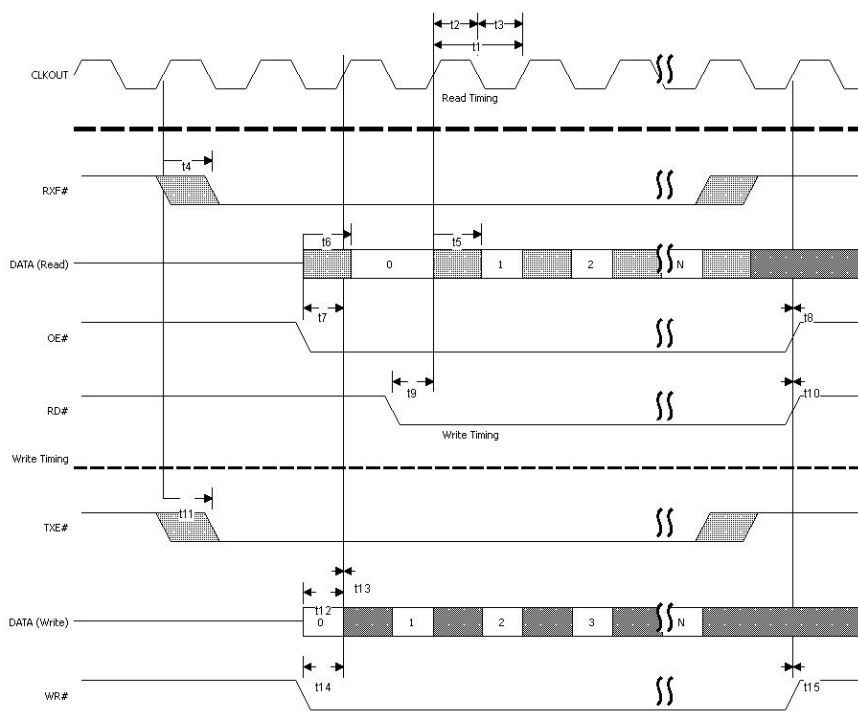 t2 t3
t1
CLKOUT
Read Timing
t4
RXF#
t6 t5
DATA (Read) 0 1 2 N
t7 t8
OE#
t9 t10
RD#
Write Timing
Write Timing
t11
TXE#
t13
t12
DATA (Write) 0 1 2 3 N
t14 t15
WR#